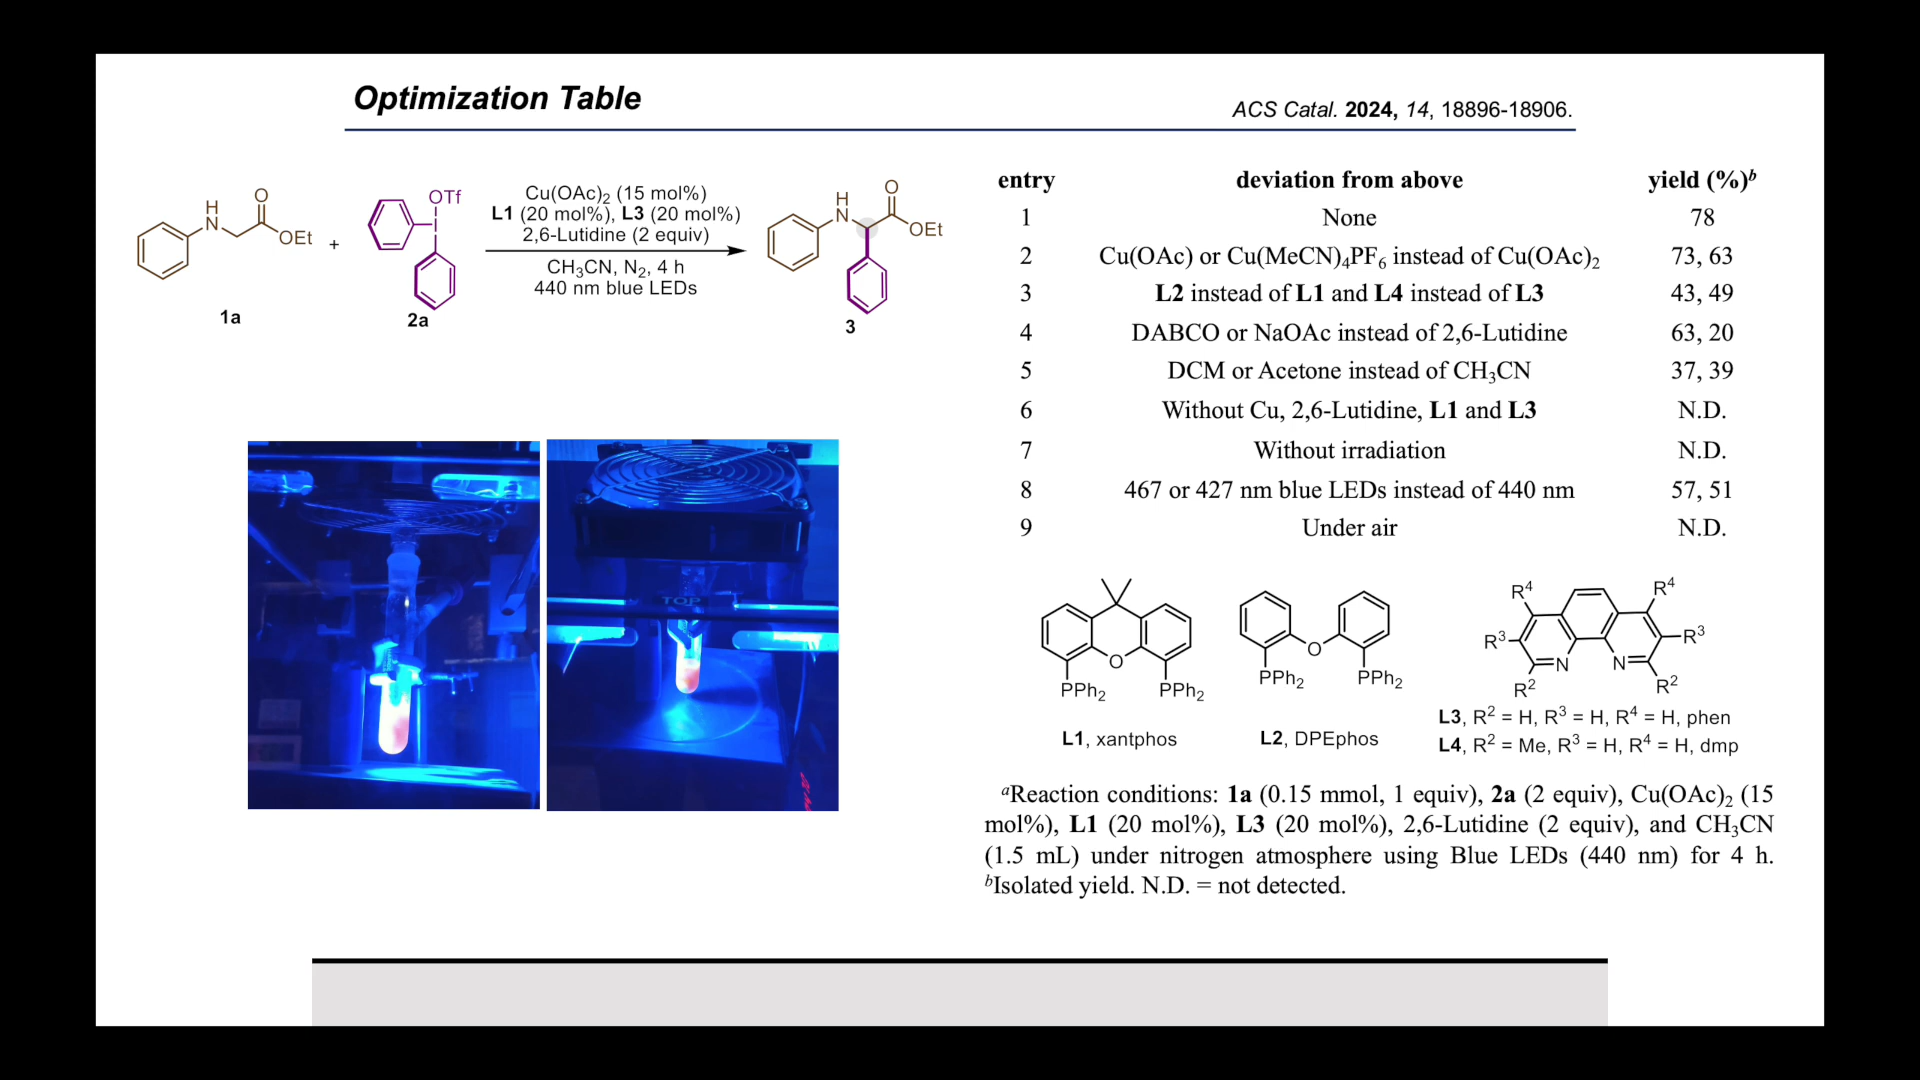 Optimization Table
ACS Catal. 2024, 14, 18896-18906.
H
N
O
OEt
1a
+
OTf
I
2a
Cu(OAc)₂ (15 mol%)
L1 (20 mol%), L3 (20 mol%)
2,6-Lutidine (2 equiv)
CH₃CN, N₂, 4 h
440 nm blue LEDs
H
N
O
OEt
3
entry deviation from above yield (%)ᵇ
1 None 78
2 Cu(OAc) or Cu(MeCN)₄PF₆ instead of Cu(OAc)₂ 73, 63
3 L2 instead of L1 and L4 instead of L3 43, 49
4 DABCO or NaOAc instead of 2,6-Lutidine 63, 20
5 DCM or Acetone instead of CH₃CN 37, 39
6 Without Cu, 2,6-Lutidine, L1 and L3 N.D.
7 Without irradiation N.D.
8 467 or 427 nm blue LEDs instead of 440 nm 57, 51
9 Under air N.D.
TOP
O
PPh₂ PPh₂
L1, xantphos
O
PPh₂ PPh₂
L2, DPEphos
R⁴ R⁴
R³ R³
N N
R² R²
L3, R² = H, R³ = H, R⁴ = H, phen
L4, R² = Me, R³ = H, R⁴ = H, dmp
ᵃReaction conditions: 1a (0.15 mmol, 1 equiv), 2a (2 equiv), Cu(OAc)₂ (15
mol%), L1 (20 mol%), L3 (20 mol%), 2,6-Lutidine (2 equiv), and CH₃CN
(1.5 mL) under nitrogen atmosphere using Blue LEDs (440 nm) for 4 h.
ᵇIsolated yield. N.D. = not detected.